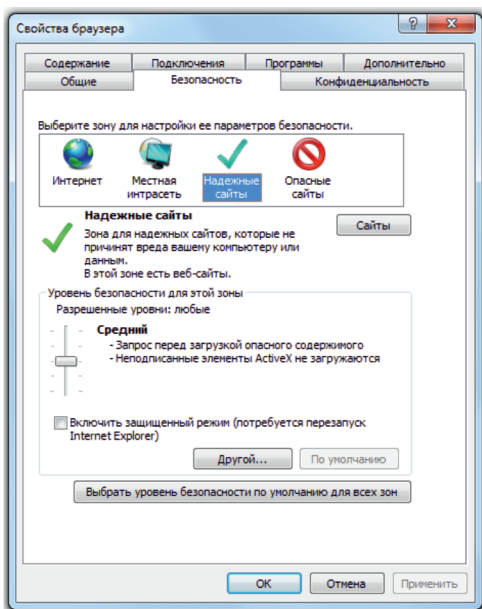 Свойства браузера
Содержание Подключения Программы Дополнительно
Общие Безопасность Конфиденциальность
Выберите зону для настройки ее параметров безопасности.
Интернет Местная интрасеть Надежные сайты Опасные сайты
Надежные сайты
Сайты
Зона для надежных сайтов, которые не
причинят вреда вашему компьютеру или
данным.
В этой зоне есть веб-сайты.
Уровень безопасности для этой зоны
Разрешенные уровни: любые
Средний
- Запрос перед загрузкой опасного содержимого
- Неподписанные элементы ActiveX не загружаются
Включить защищенный режим (потребуется перезапуск
Internet Explorer)
Другой... По умолчанию
Выбрать уровень безопасности по умолчанию для всех зон
OK Отмена Применить